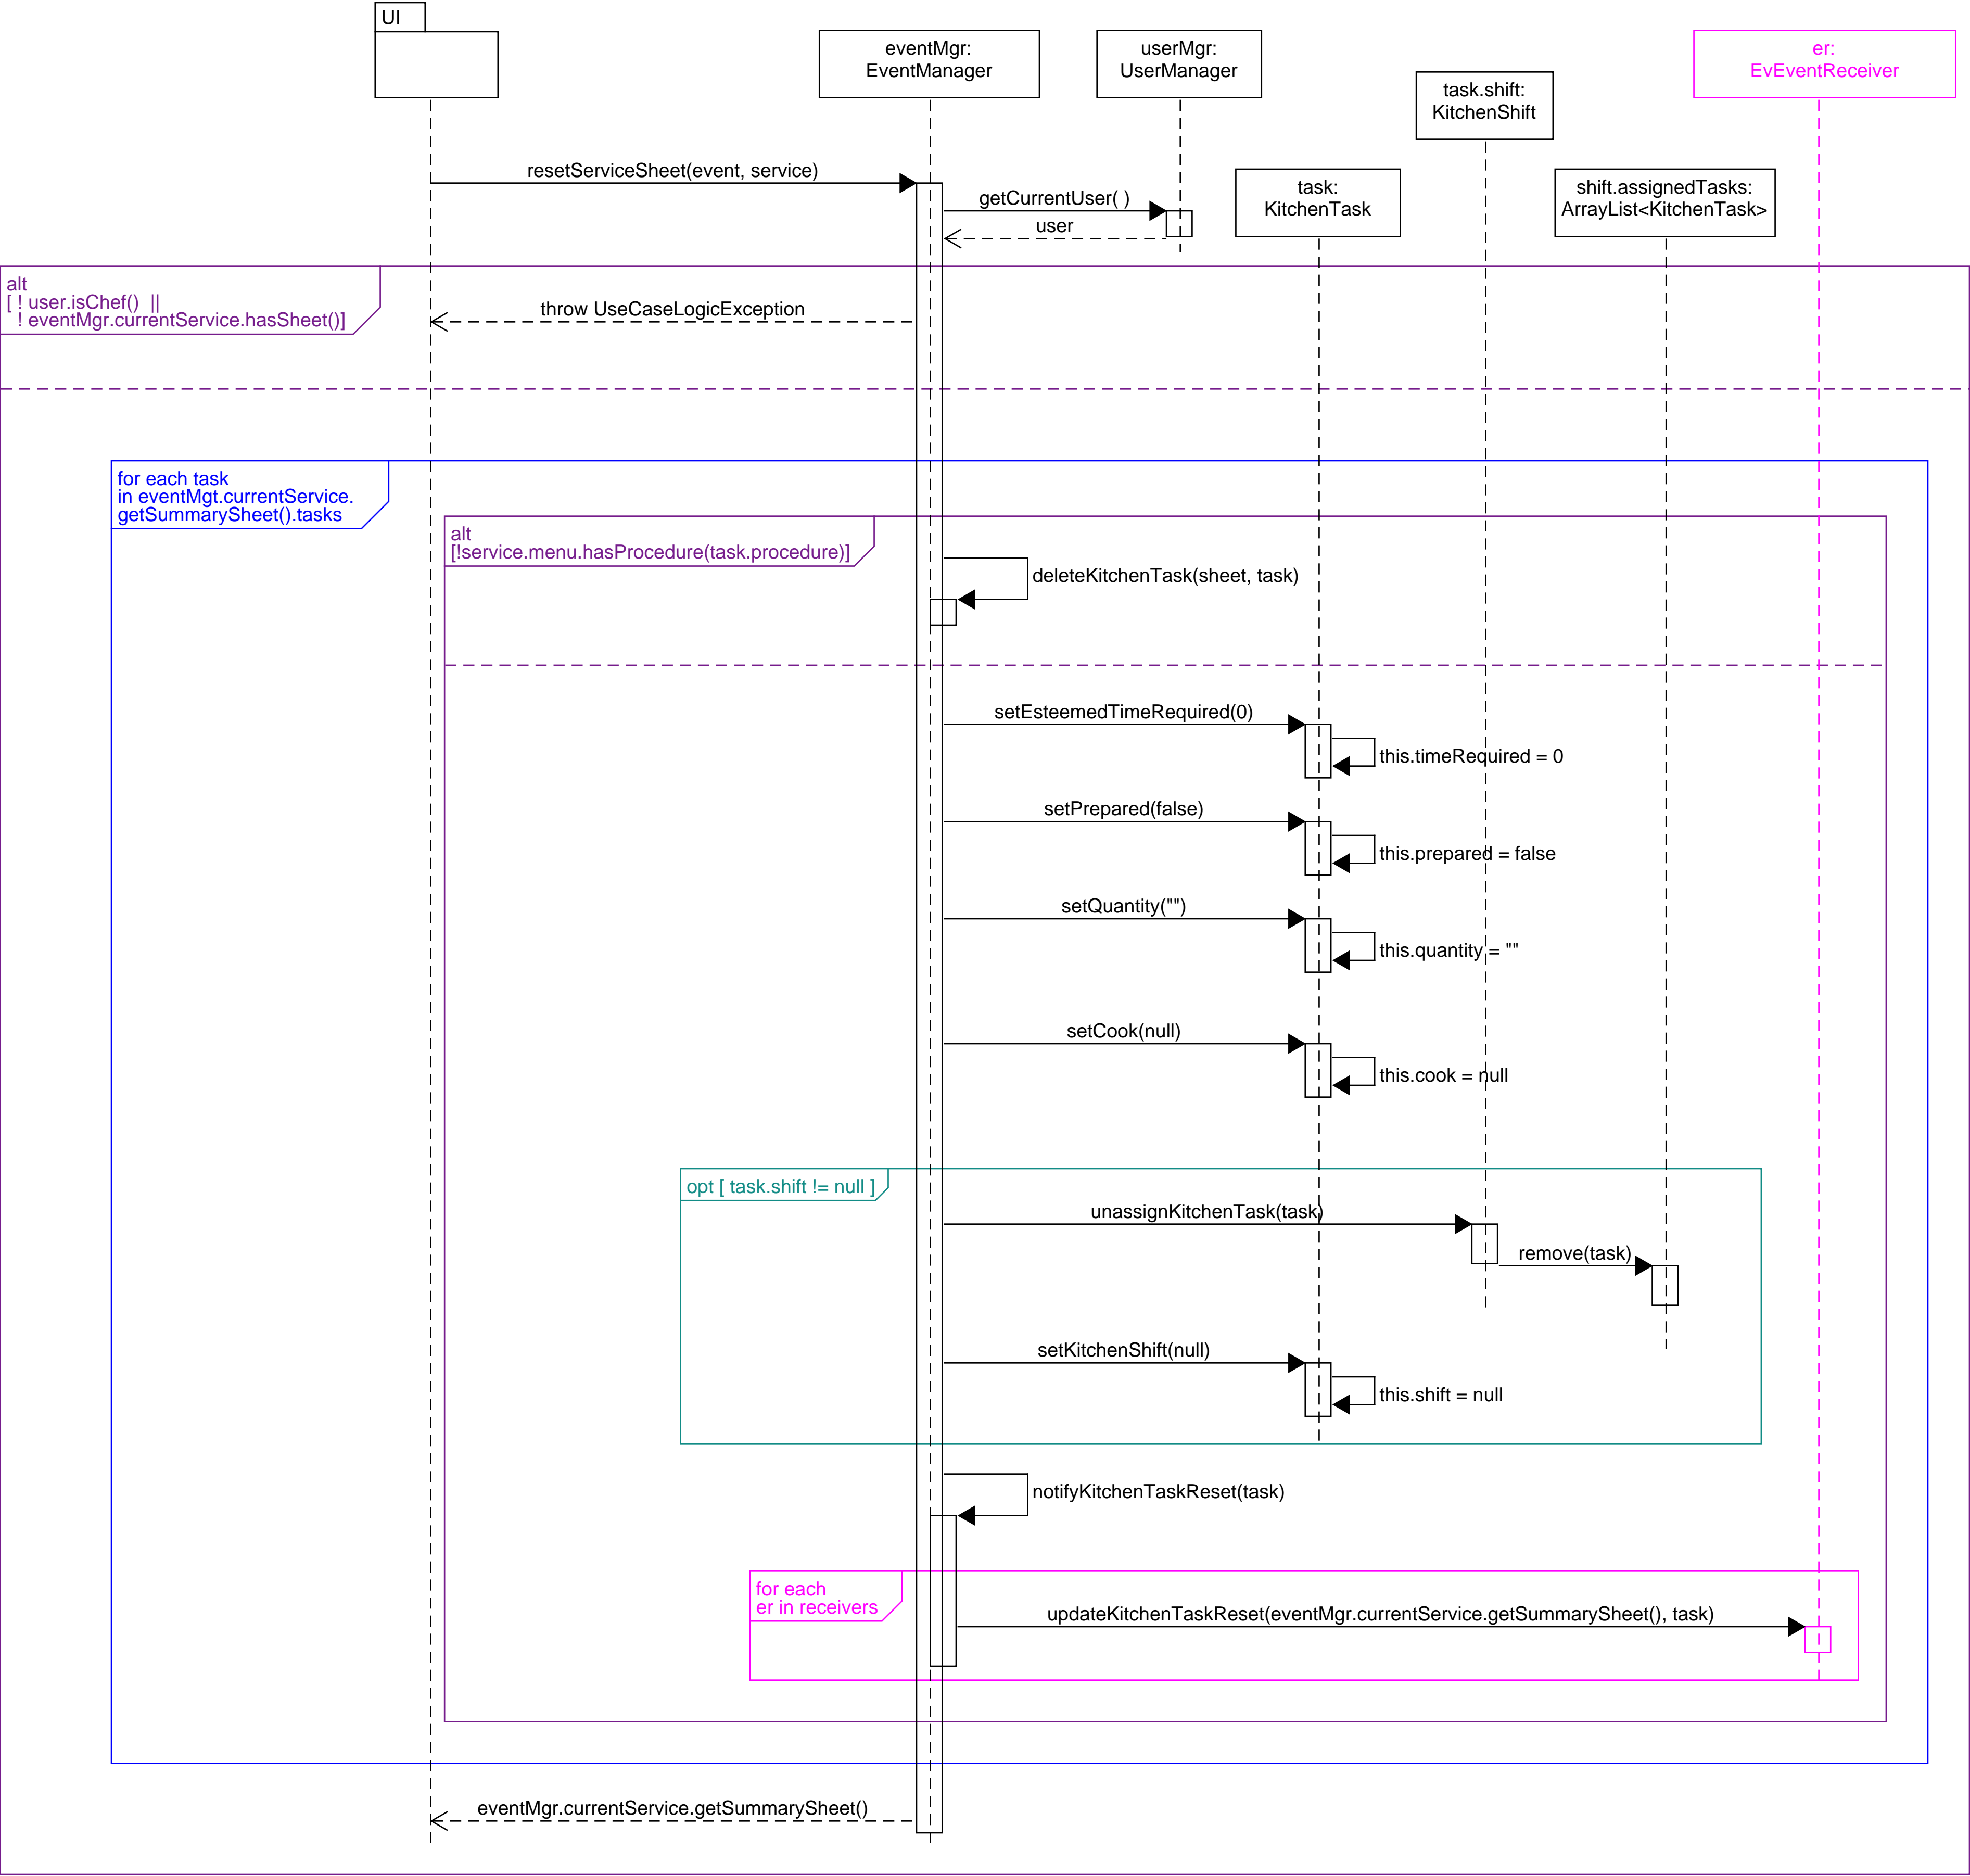 UI
eventMgr:
EventManager
userMgr:
UserManager
er:
EvEventReceiver
task.shift:
KitchenShift
task:
KitchenTask
shift.assignedTasks:
ArrayList<KitchenTask>
resetServiceSheet(event, service)
getCurrentUser( )
user
alt
[ ! user.isChef()  ||
! eventMgr.currentService.hasSheet()]
throw UseCaseLogicException
for each task
in eventMgt.currentService.
getSummarySheet().tasks
alt
[!service.menu.hasProcedure(task.procedure)]
deleteKitchenTask(sheet, task)
setEsteemedTimeRequired(0)
this.timeRequired = 0
setPrepared(false)
this.prepared = false
setQuantity("")
this.quantity = ""
setCook(null)
this.cook = null
opt [ task.shift != null ]
unassignKitchenTask(task)
remove(task)
setKitchenShift(null)
this.shift = null
notifyKitchenTaskReset(task)
for each
er in receivers
updateKitchenTaskReset(eventMgr.currentService.getSummarySheet(), task)
eventMgr.currentService.getSummarySheet()